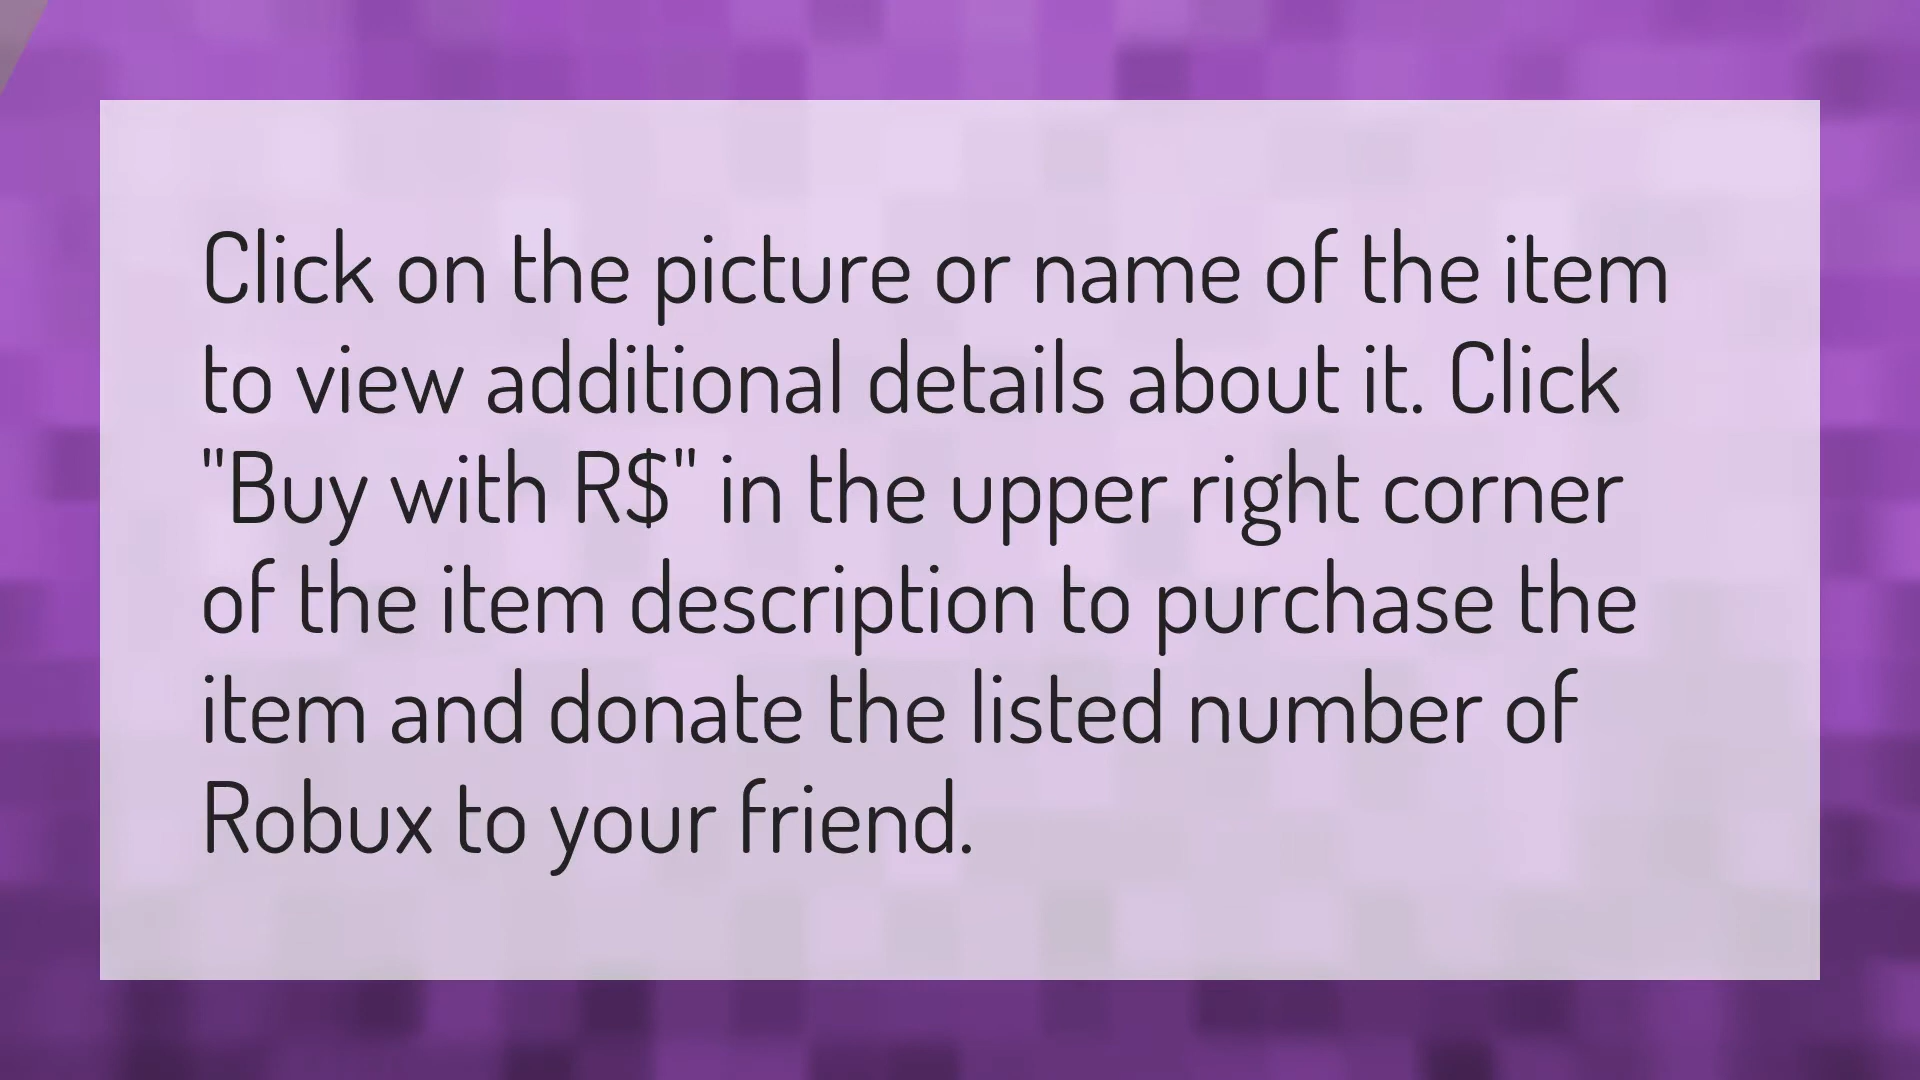 Click on the picture or name of the item
to view additional details about it. Click
"Buy with R$" in the upper right corner
of the item description to purchase the
item and donate the listed number of
Robux to your friend.